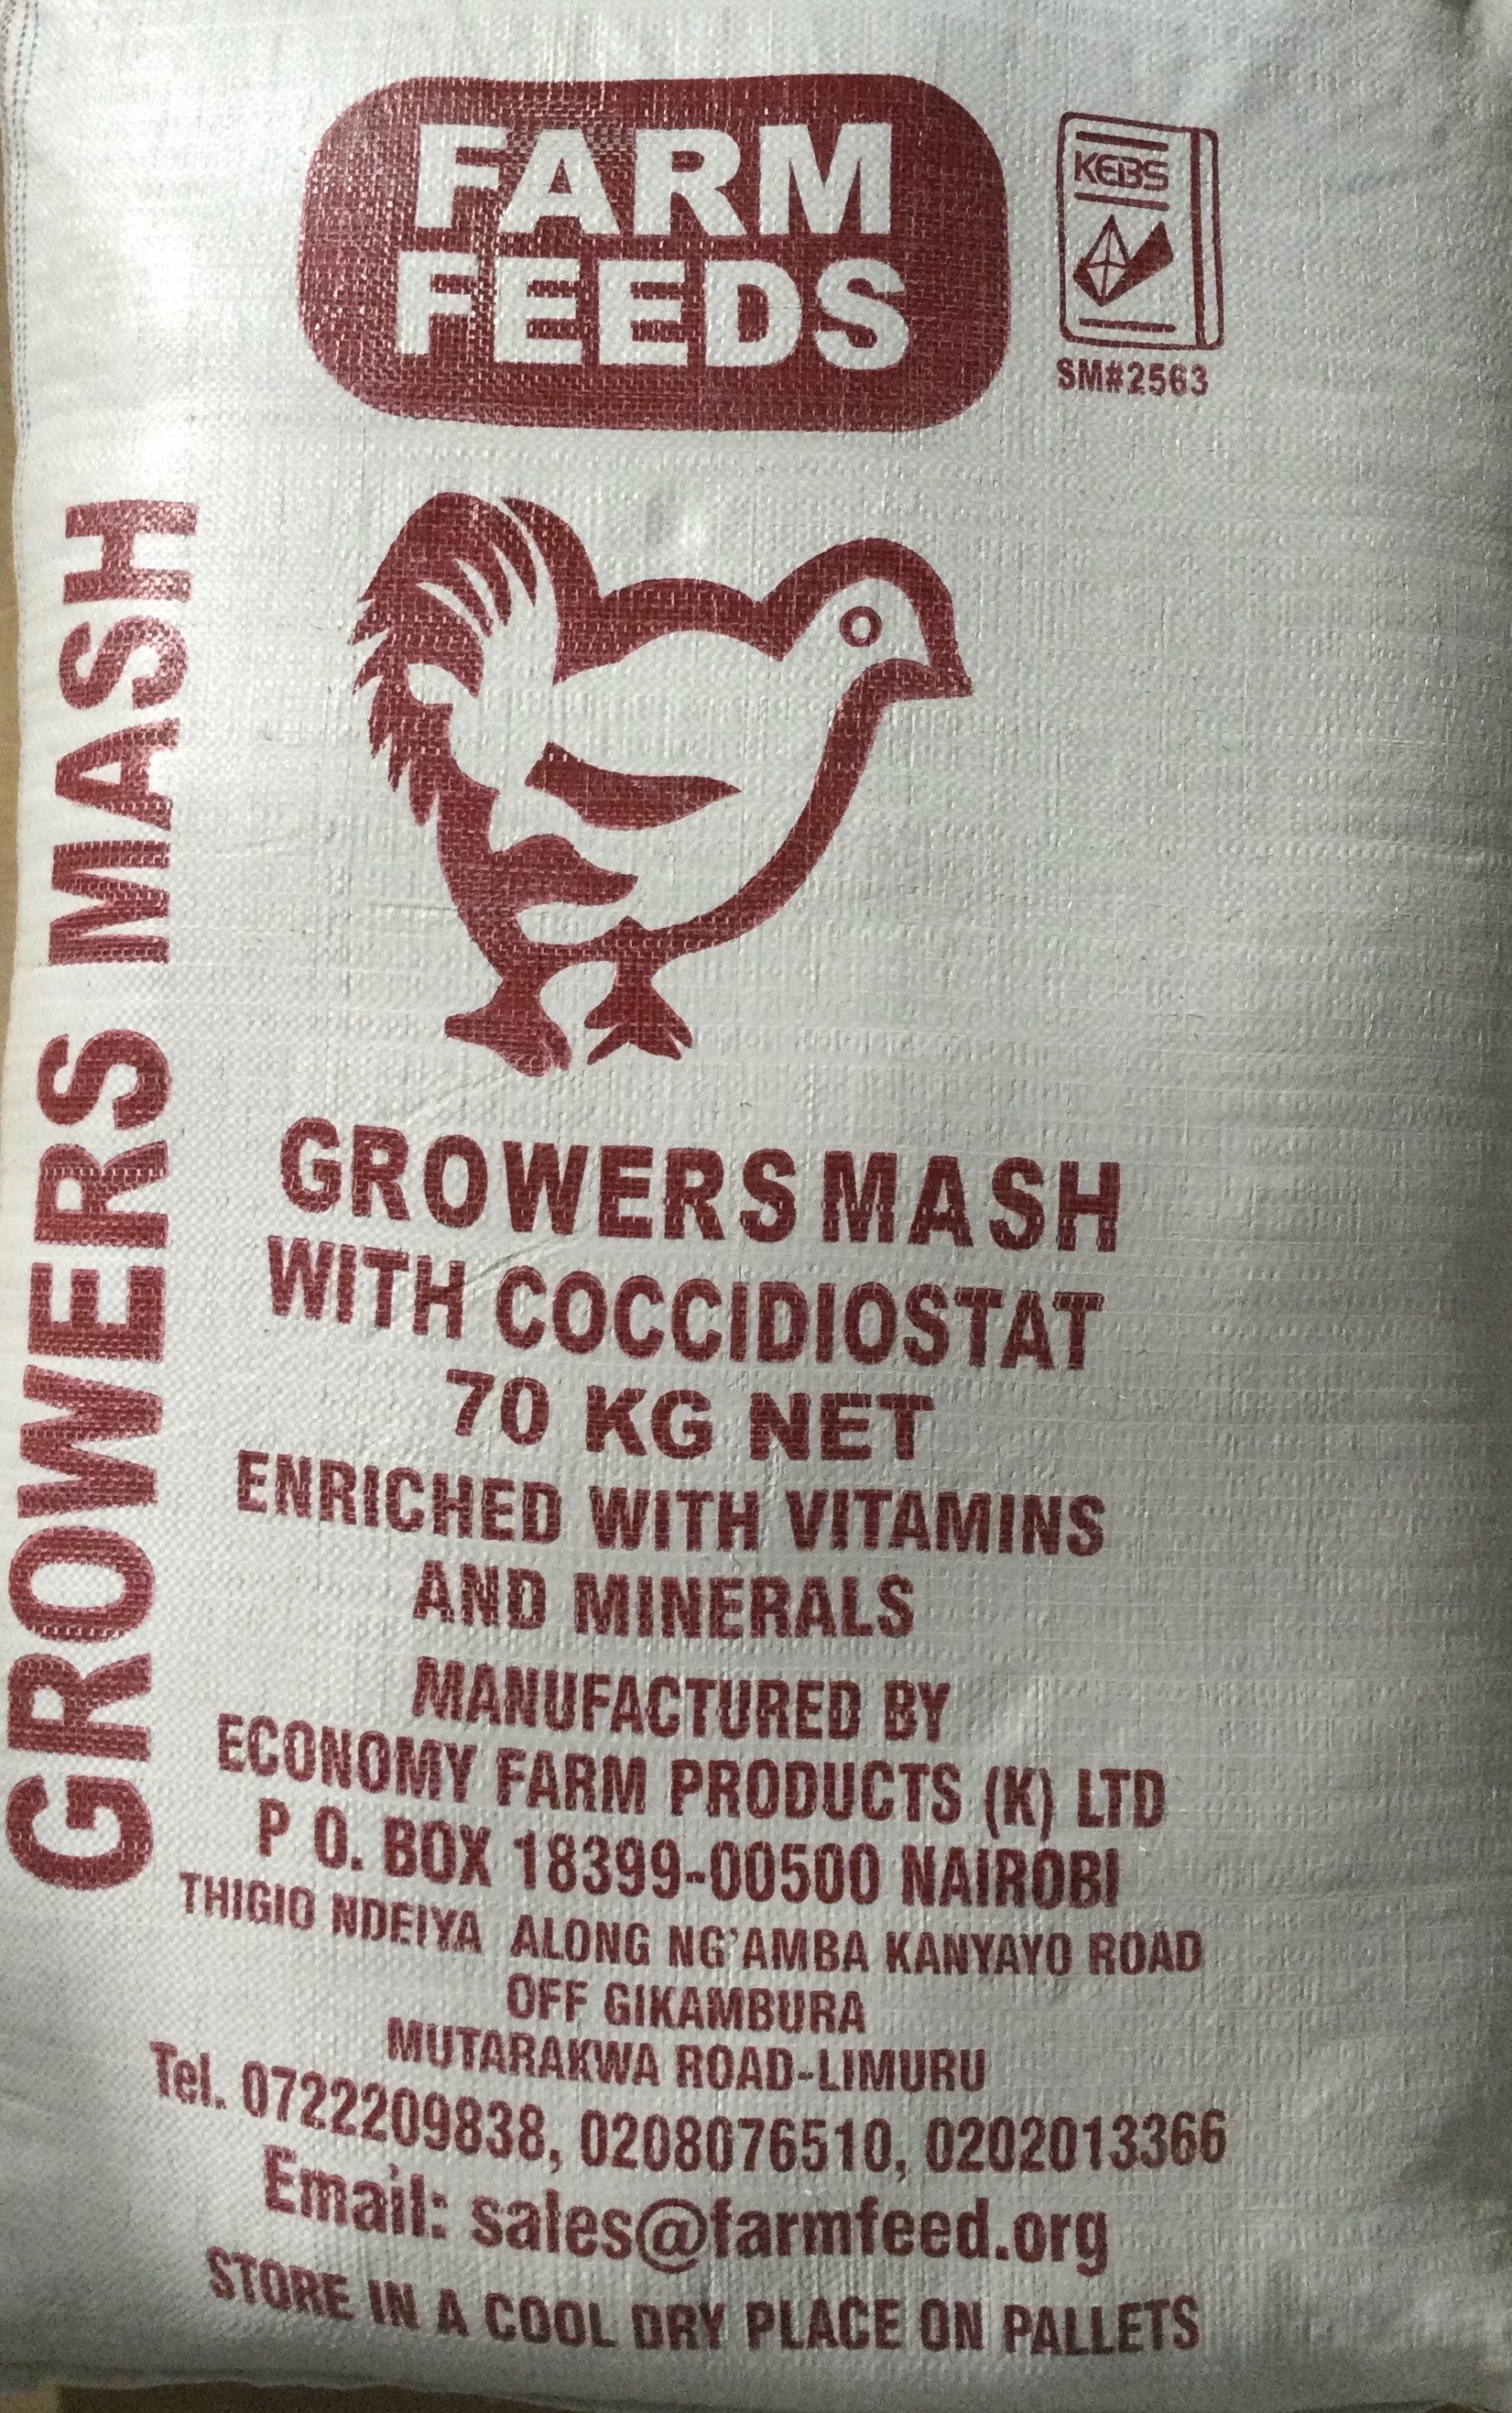 FARM
FEEDS
KEBS
SM#2563
GROWERS MASH
GROWERS MASH
WITH COCCIDIOSTAT
70 KG NET
ENRICHED WITH VITAMINS
AND MINERALS
MANUFACTURED BY
ECONOMY FARM PRODUCTS (K) LTD
P O. BOX 18399-00500 NAIROBI
THIGIO NDEIYA ALONG NG'AMBA KANYAYO ROAD
OFF GIKAMBURA
MUTARAKWA ROAD-LIMURU
Tel. 0722209838, 0208076510, 0202013366
Email: sales@farmfeed.org
STORE IN A COOL DRY PLACE ON PALLETS